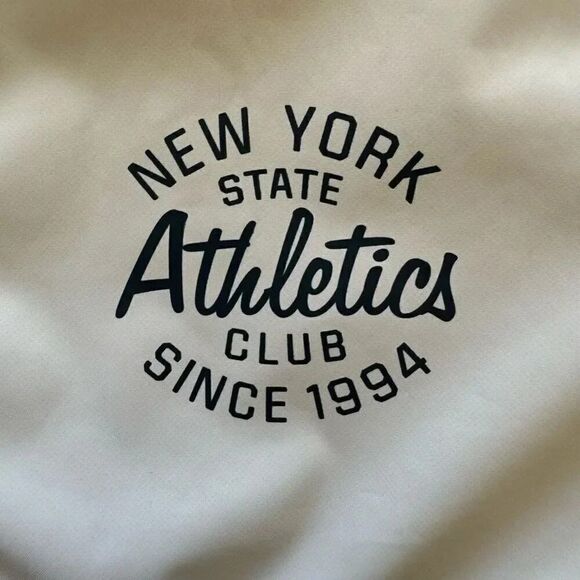 NEW YORK
STATE
Athletics
CLUB
SINCE 1994